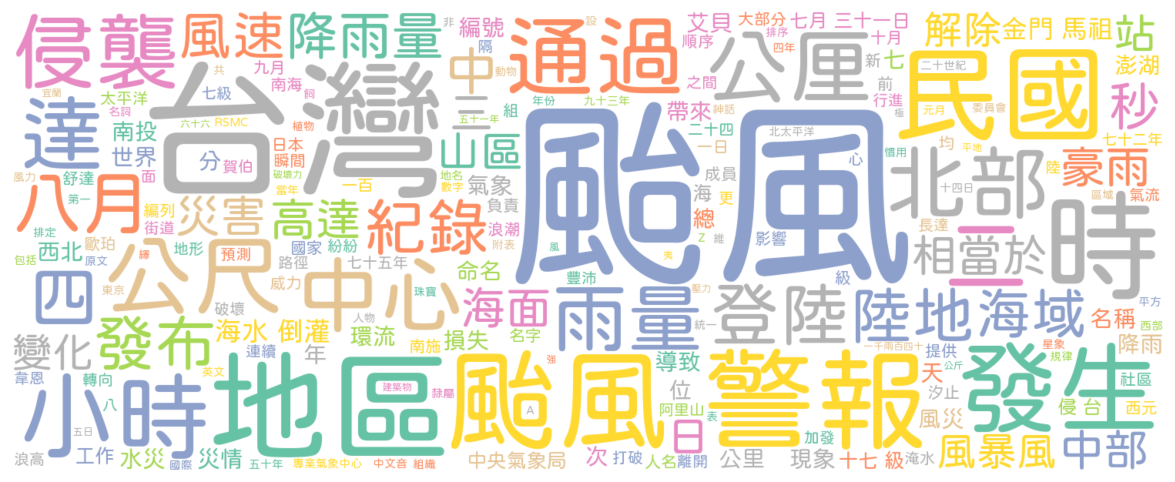 侵襲 風速 降雨量 編號 非 設 艾貝 大部分 七月 三十一日
隔 通過 順序 排序 十月 解除 金門 馬祖 站
九月 南海 詞 共 中 動物 公厘 四年 新 七 二十世紀 澎湖
宜蘭 太平洋 七級 三 組 年份 九十三年 之間 前 行進 民國 秒
名詞 台灣 五十一年 帶來 神話 極 元月 委員會
達 南投 六十六 RSMC 植物 颱風 二十四 北太平洋 均 平地 七十二年
世界 分 賀伯 日本 瞬間 山區 一日 心 慣用 北部 陸 豪雨
風力 舒達 面 破壞力 地名 氣象 成員 十四日 區域 氣流
第一 當年 一百 數字 負責 海 更 時
八月 編列 災害 高達 紀錄 浪潮 總 長達
排定 街道 附表 風 Z 維 影響 相當於
包括 西北 歐珀 地形 預測 國家 紛紛 級
原文 譯 路徑 七十五年 命名 豐沛 夷
四 公尺 威力 中心 珠寶 海面 雨量 壓力 登陸 陸地 海域 平方
東京 破壞 人物 統一 名稱 西部
變化 發布 海水 倒灌 環流 損失 名字 導致 一千兩百四十 星象 降雨
韋恩 連續 年 南施 強 提供 規律
轉向 英文 地區 颱風 位 警報 天 公斤 發生 社區
小時 八 建築物 隸屬 A 阿里山 表 汐止 侵 台 西元
五日 日 加發 風災
浪高 工作 水災 國際 災情 五十年 專業氣象中心 中文音 組織 中央氣象局 次 打破 人名 離開 公里 現象 十七 級 淹水 風暴風 中部